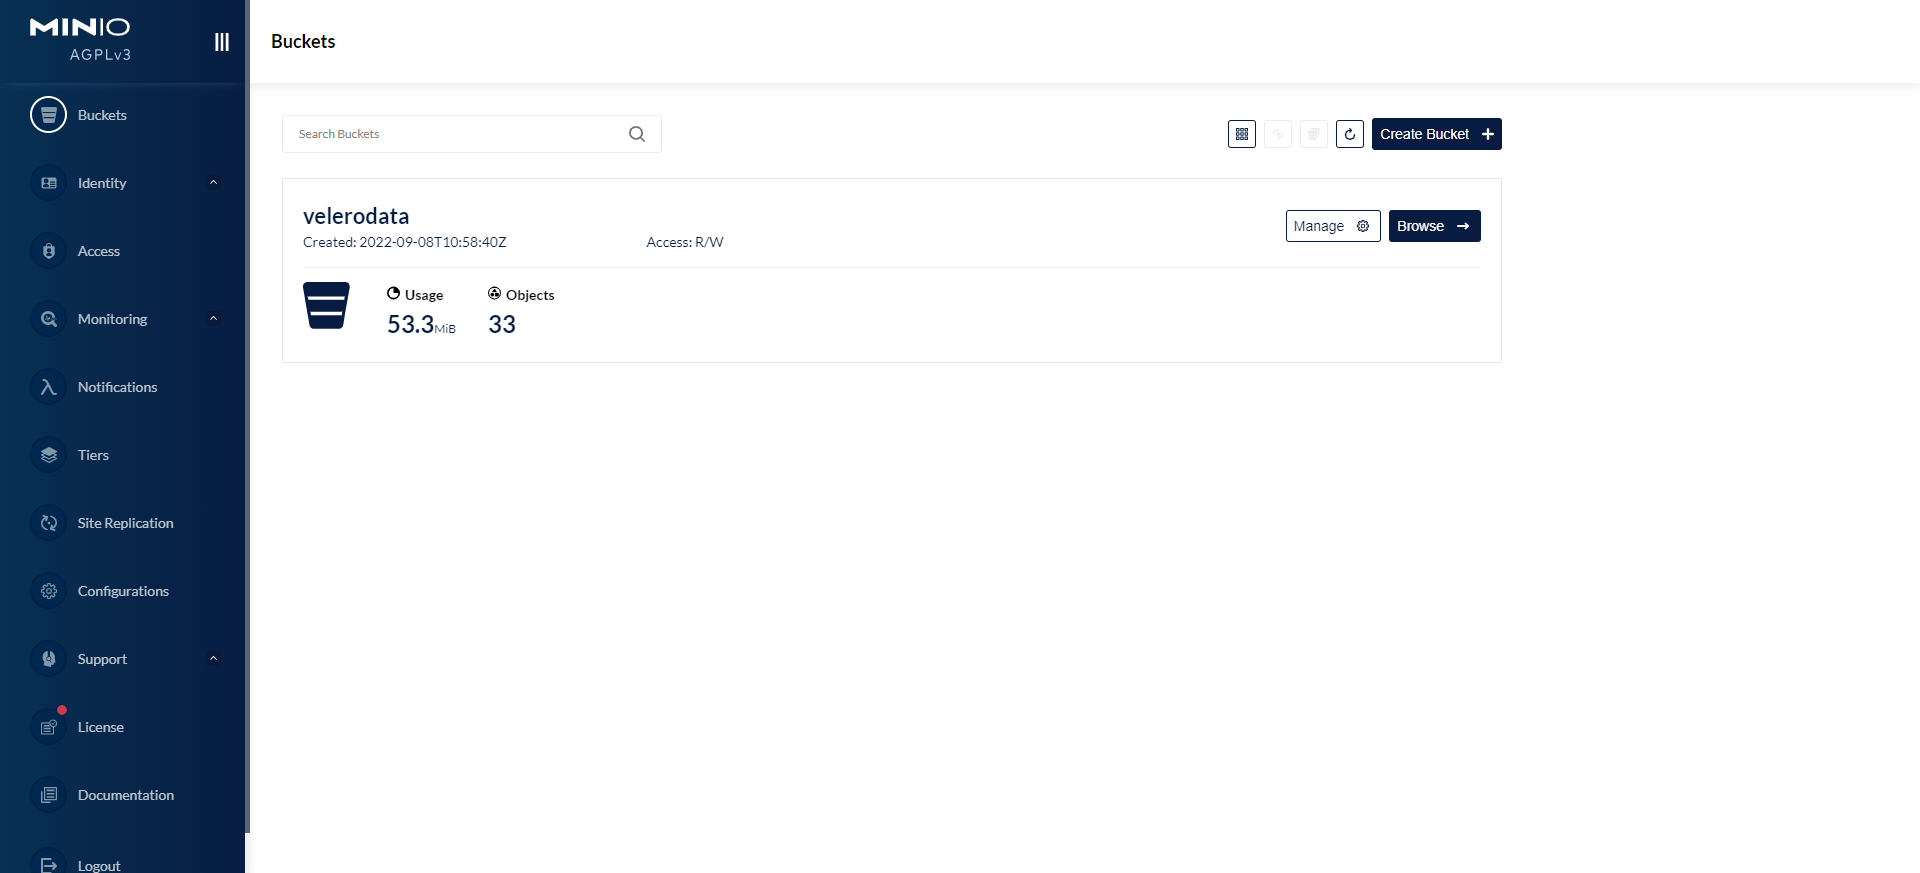 MINIO
AGPLv3
Buckets
Identity
Access
Monitoring
Notifications
Tiers
Site Replication
Configurations
Support
License
Documentation
Logout
Buckets
Search Buckets
Create Bucket
velerodata
Created: 2022-09-08T10:58:40Z
Access: R/W
Manage
Browse
Usage
53.3MiB
Objects
33